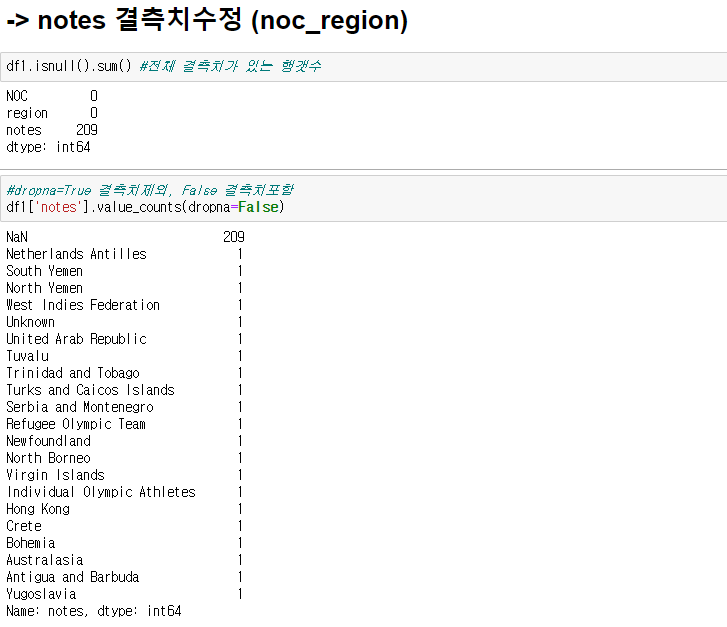 -> notes 결측치수정 (noc_region)
df1.isnull().sum() #전체 결측치가 있는 행갯수
NOC 0
region 0
notes 209
dtype: int64
#dropna=True 결측치제외, False 결측치포함
df1['notes'].value_counts(dropna=False)
NaN 209
Netherlands Antilles 1
South Yemen 1
North Yemen 1
West Indies Federation 1
Unknown 1
United Arab Republic 1
Tuvalu 1
Trinidad and Tobago 1
Turks and Caicos Islands 1
Serbia and Montenegro 1
Refugee Olympic Team 1
Newfoundland 1
North Borneo 1
Virgin Islands 1
Individual Olympic Athletes 1
Hong Kong 1
Crete 1
Bohemia 1
Australasia 1
Antigua and Barbuda 1
Yugoslavia 1
Name: notes, dtype: int64